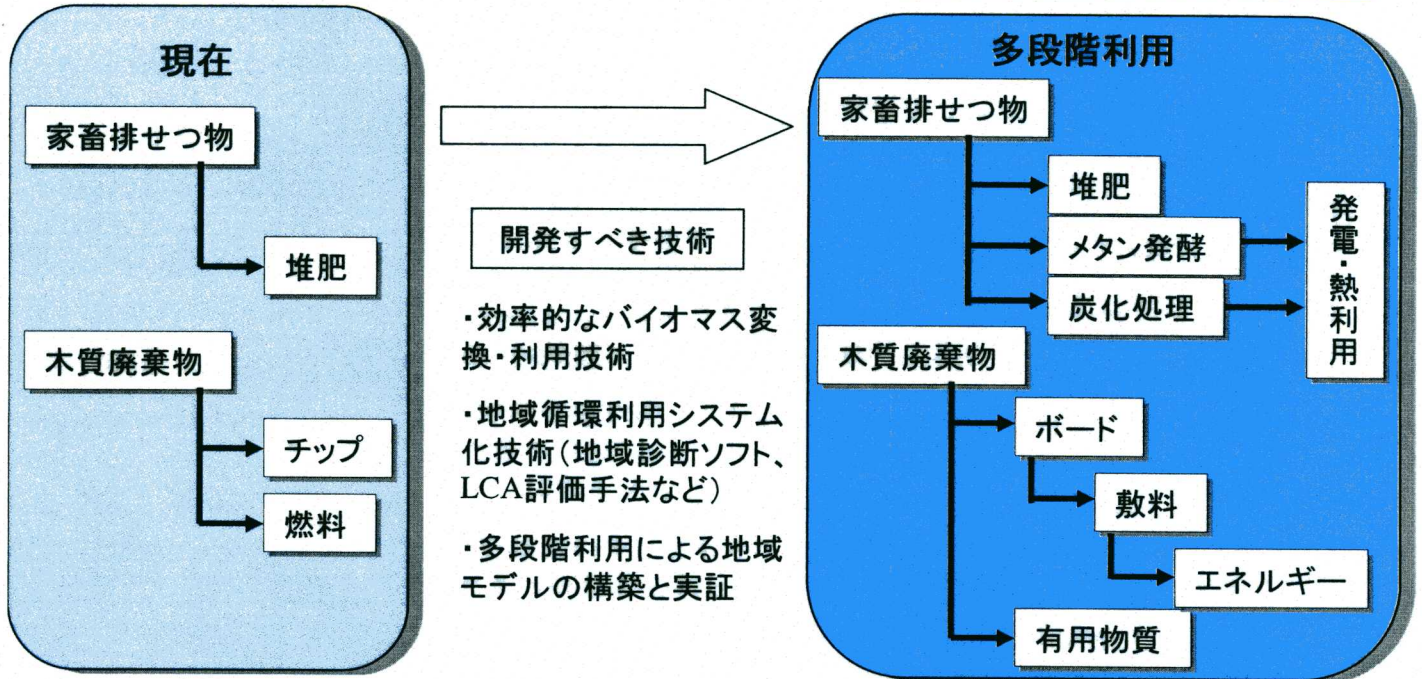 現在
家畜排せつ物
堆肥
木質廃棄物
チップ
燃料
開発すべき技術
・効率的なバイオマス変
換・利用技術
・地域循環利用システム
化技術(地域診断ソフト、
LCA評価手法など)
・多段階利用による地域
モデルの構築と実証
多段階利用
家畜排せつ物
堆肥
メタン発酵
炭化処理
発電・熱利用
木質廃棄物
ボード
敷料
エネルギー
有用物質